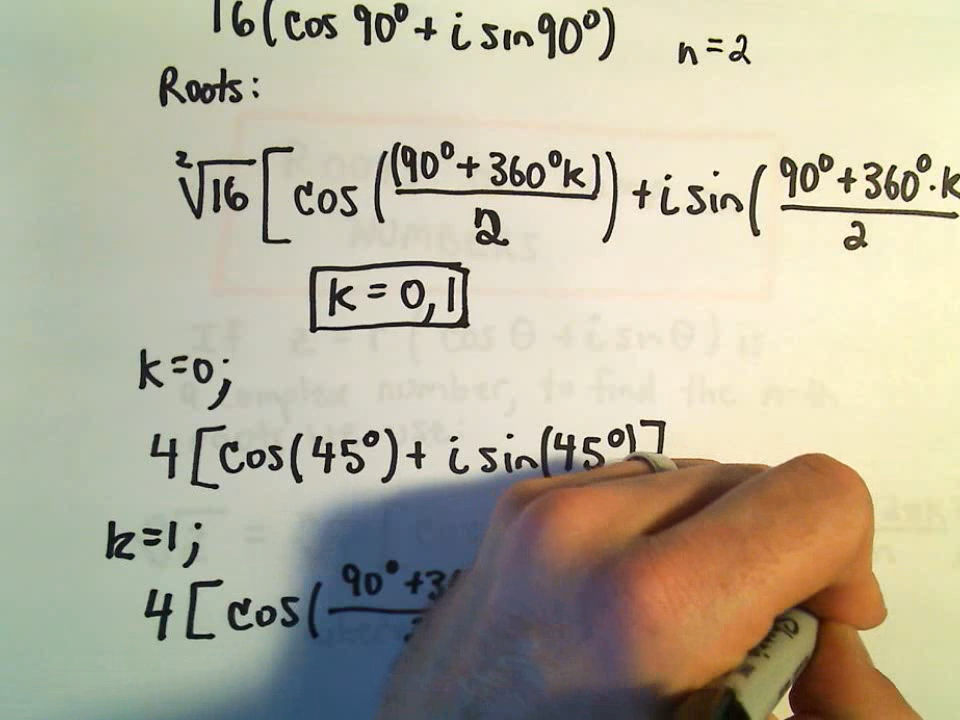 16(cos 90° + i sin 90°) n=2
Roots:
²√16 [cos((90° + 360°k)/2) + i sin(90° + 360°·k/2
k = 0, 1
k=0;
4[cos(45°) + i sin(45°)]
k=1;
4[cos(90° + 3